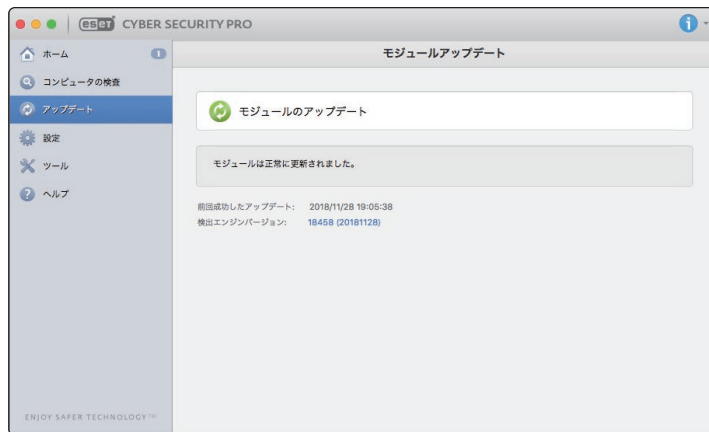 eset CYBER SECURITY PRO
ホーム 1
コンピュータの検査
アップデート
設定
ツール
ヘルプ
ENJOY SAFER TECHNOLOGY™
モジュールアップデート
モジュールのアップデート
モジュールは正常に更新されました。
前回成功したアップデート: 2018/11/28 19:05:38
検出エンジンバージョン: 18458 (20181128)